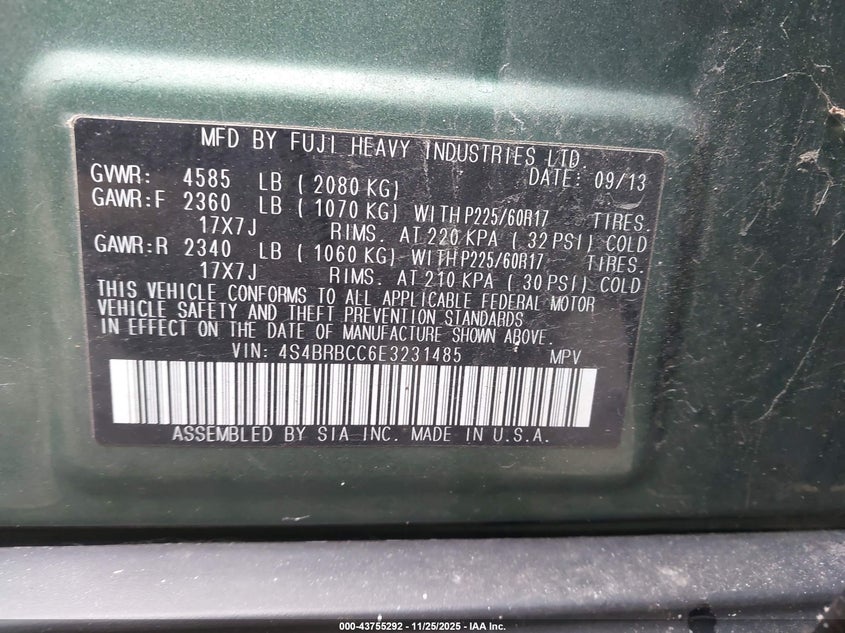 MFD BY FUJI HEAVY INDUSTRIES LTD.
GVWR: 4585 LB ( 2080 KG) DATE: 09/13
GAWR:F 2360 LB ( 1070 KG) WITH P225/60R17 TIRES.
17X7J RIMS. AT 220 KPA ( 32 PSI) COLD
GAWR:R 2340 LB ( 1060 KG) WITH P225/60R17 TIRES.
17X7J RIMS. AT 210 KPA ( 30 PSI) COLD
THIS VEHICLE CONFORMS TO ALL APPLICABLE FEDERAL MOTOR
VEHICLE SAFETY AND THEFT PREVENTION STANDARDS
IN EFFECT ON THE DATE OF MANUFACTURE SHOWN ABOVE.
VIN: 4S4BRBCC6E3231485 MPV
ASSEMBLED BY SIA INC. MADE IN U.S.A.
000-43755292 - 11/25/2025 - IAA Inc.